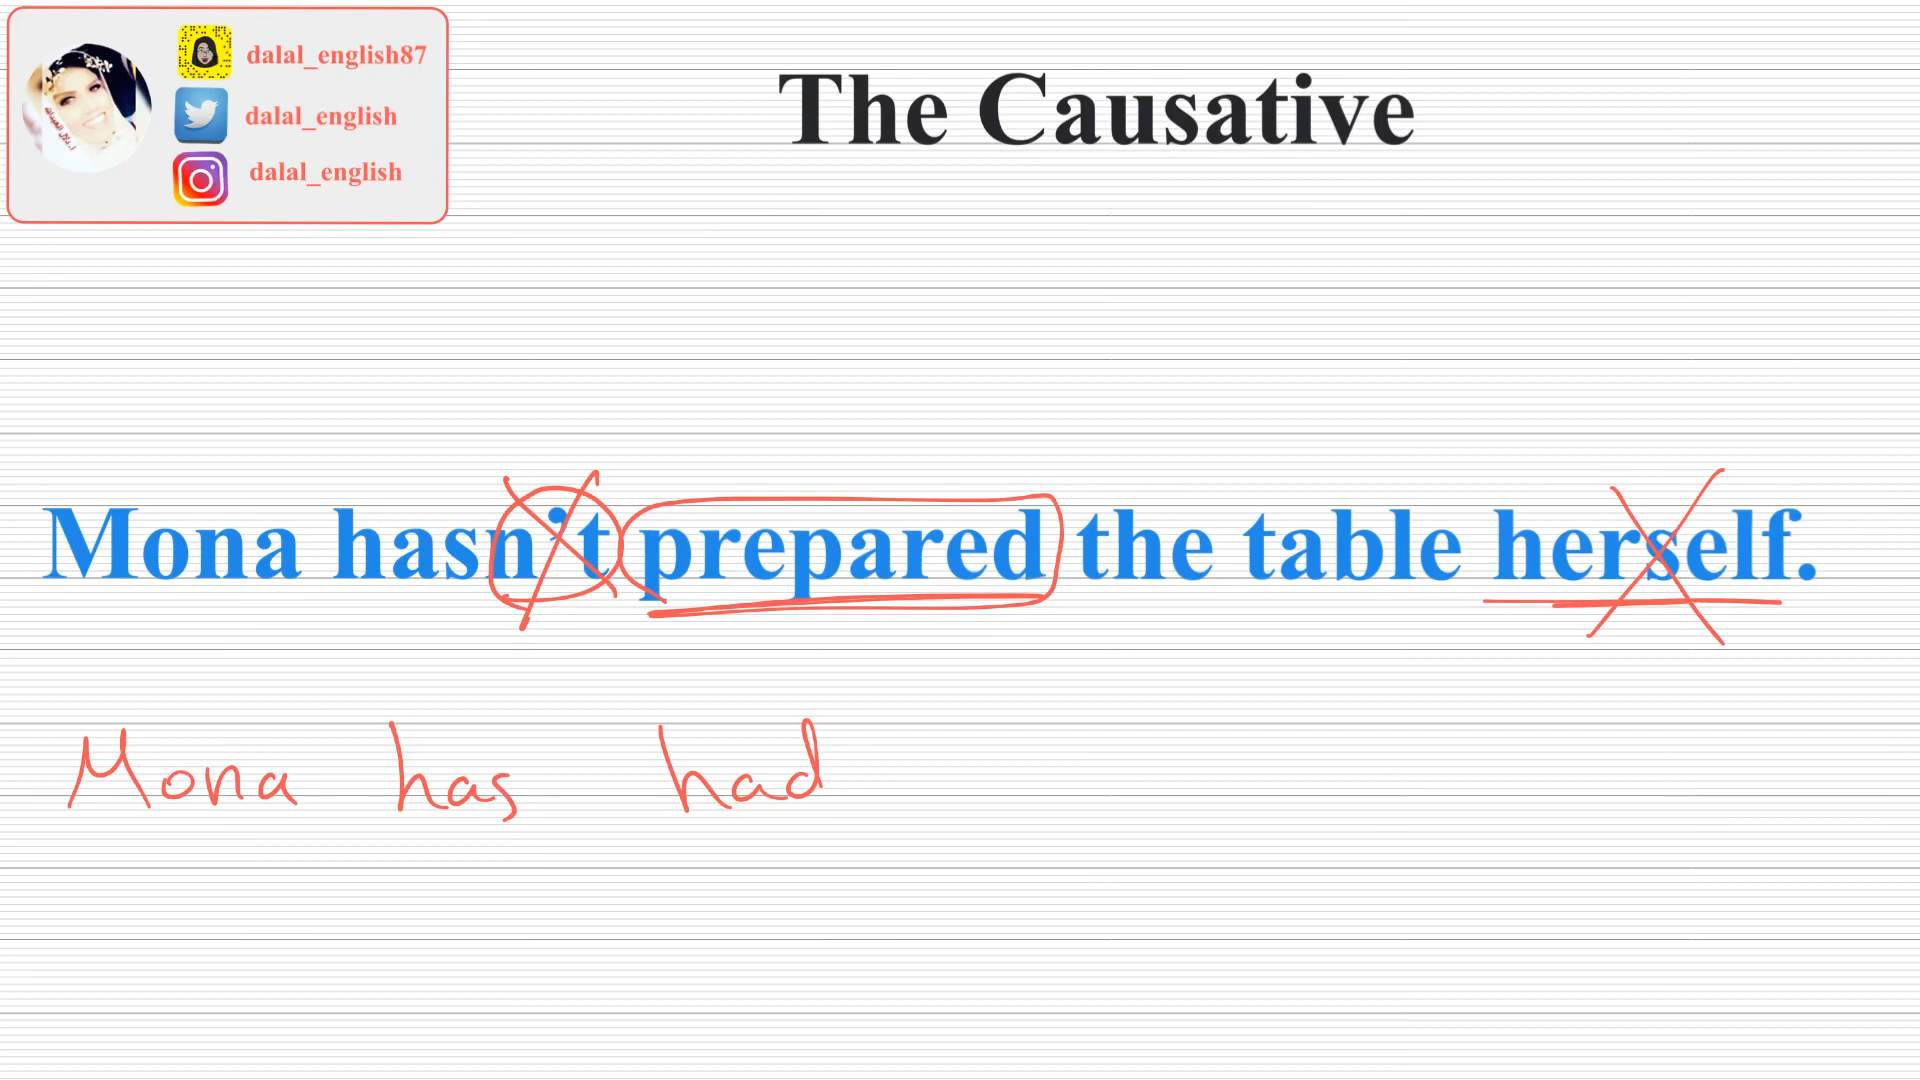 dalal_english87
dalal_english
dalal_english
The Causative
Mona hasn't prepared the table herself.
Mona has had